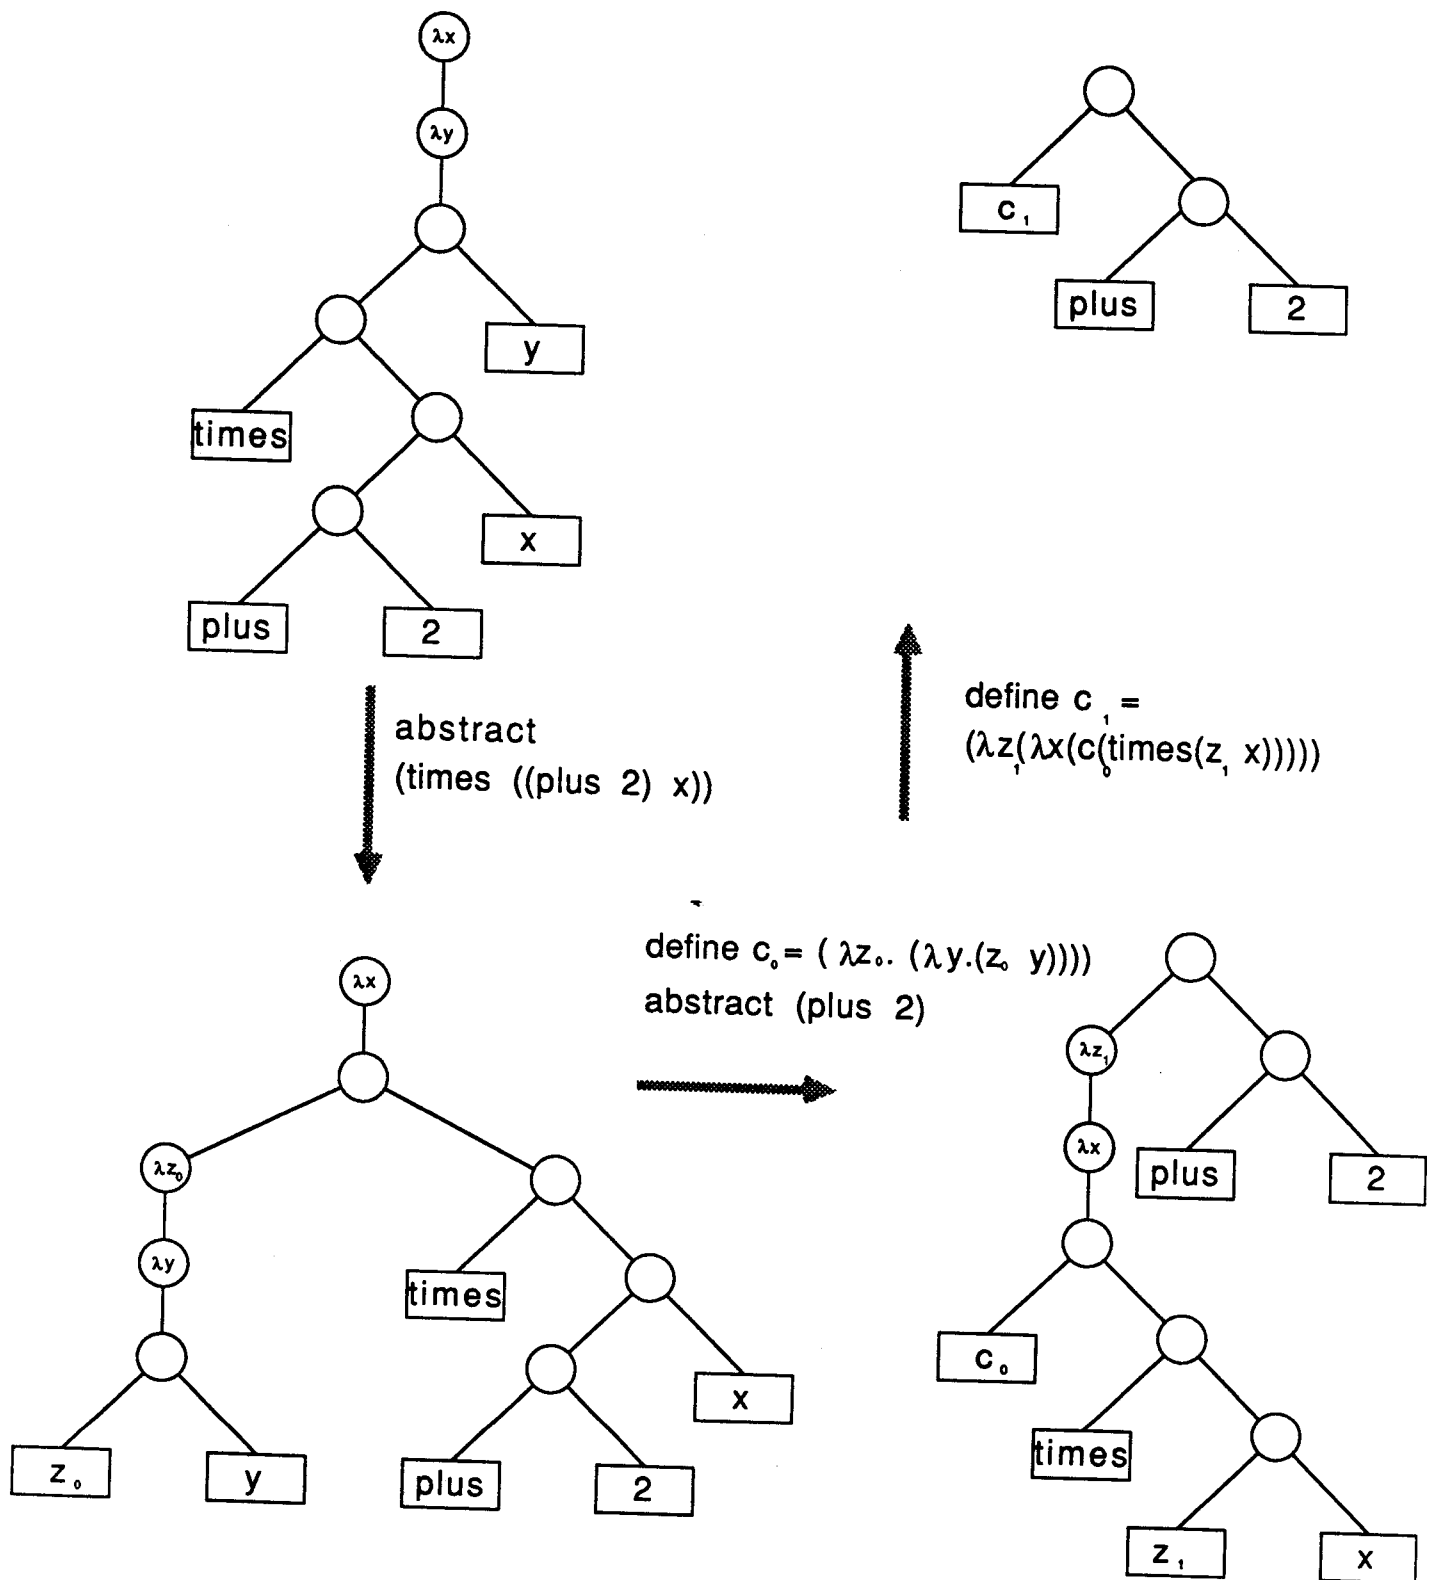 λx
λy
y
times
x
plus
2
c₁
plus
2
abstract
(times ((plus 2) x))
define c₁ =
(λz₁(λx(c₀(times(z₁ x)))))
define c₀= ( λz₀. (λy.(z₀ y))))
abstract (plus 2)
λx
λz₀
λy
z₀
y
times
x
plus
2
λz₁
λx
plus
2
c₀
times
z₁
x